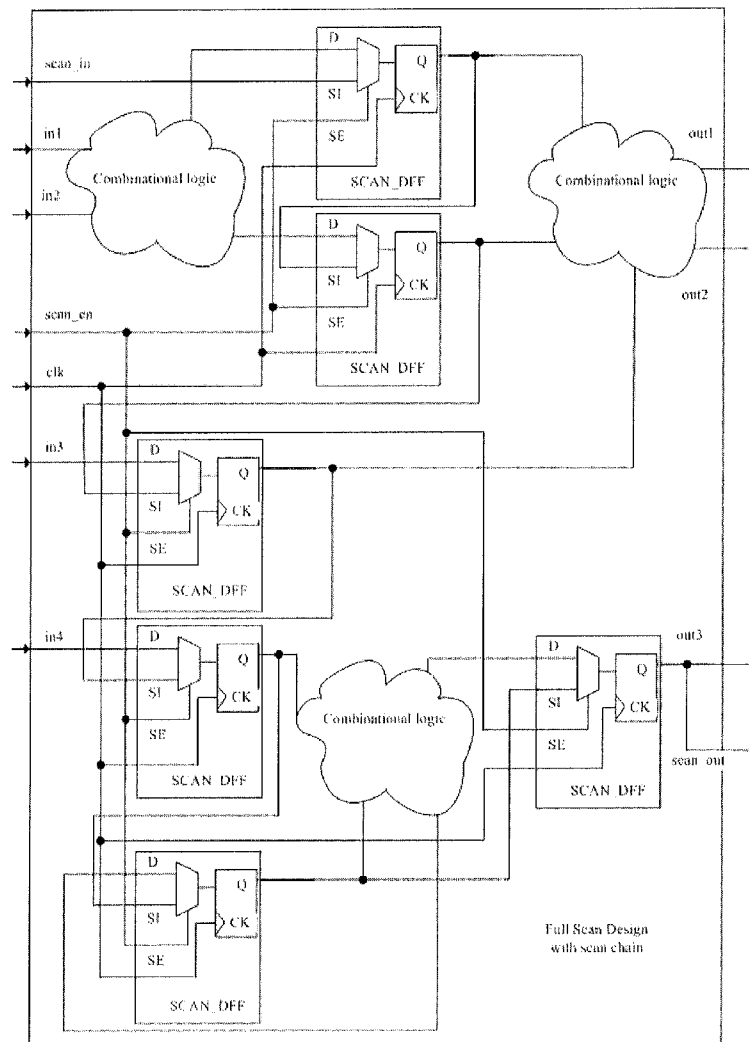 D
scan_in
Q
SI
CK
in1
out1
SE
Combinational logic
Combinational logic
SCAN_DFF
in2
D
Q
SI
CK
out2
scan_en
SE
clk
SCAN_DFF
in3
D
Q
SI
CK
SE
SCAN_DFF
in4
D
out3
Q
D
Q
SI
Combinational logic
SI
CK
CK
SE
SE
scan_out
SCAN_DFF
SCAN_DFF
D
Q
SI
CK
Full Scan Design
with scan chain
SE
SCAN_DFF